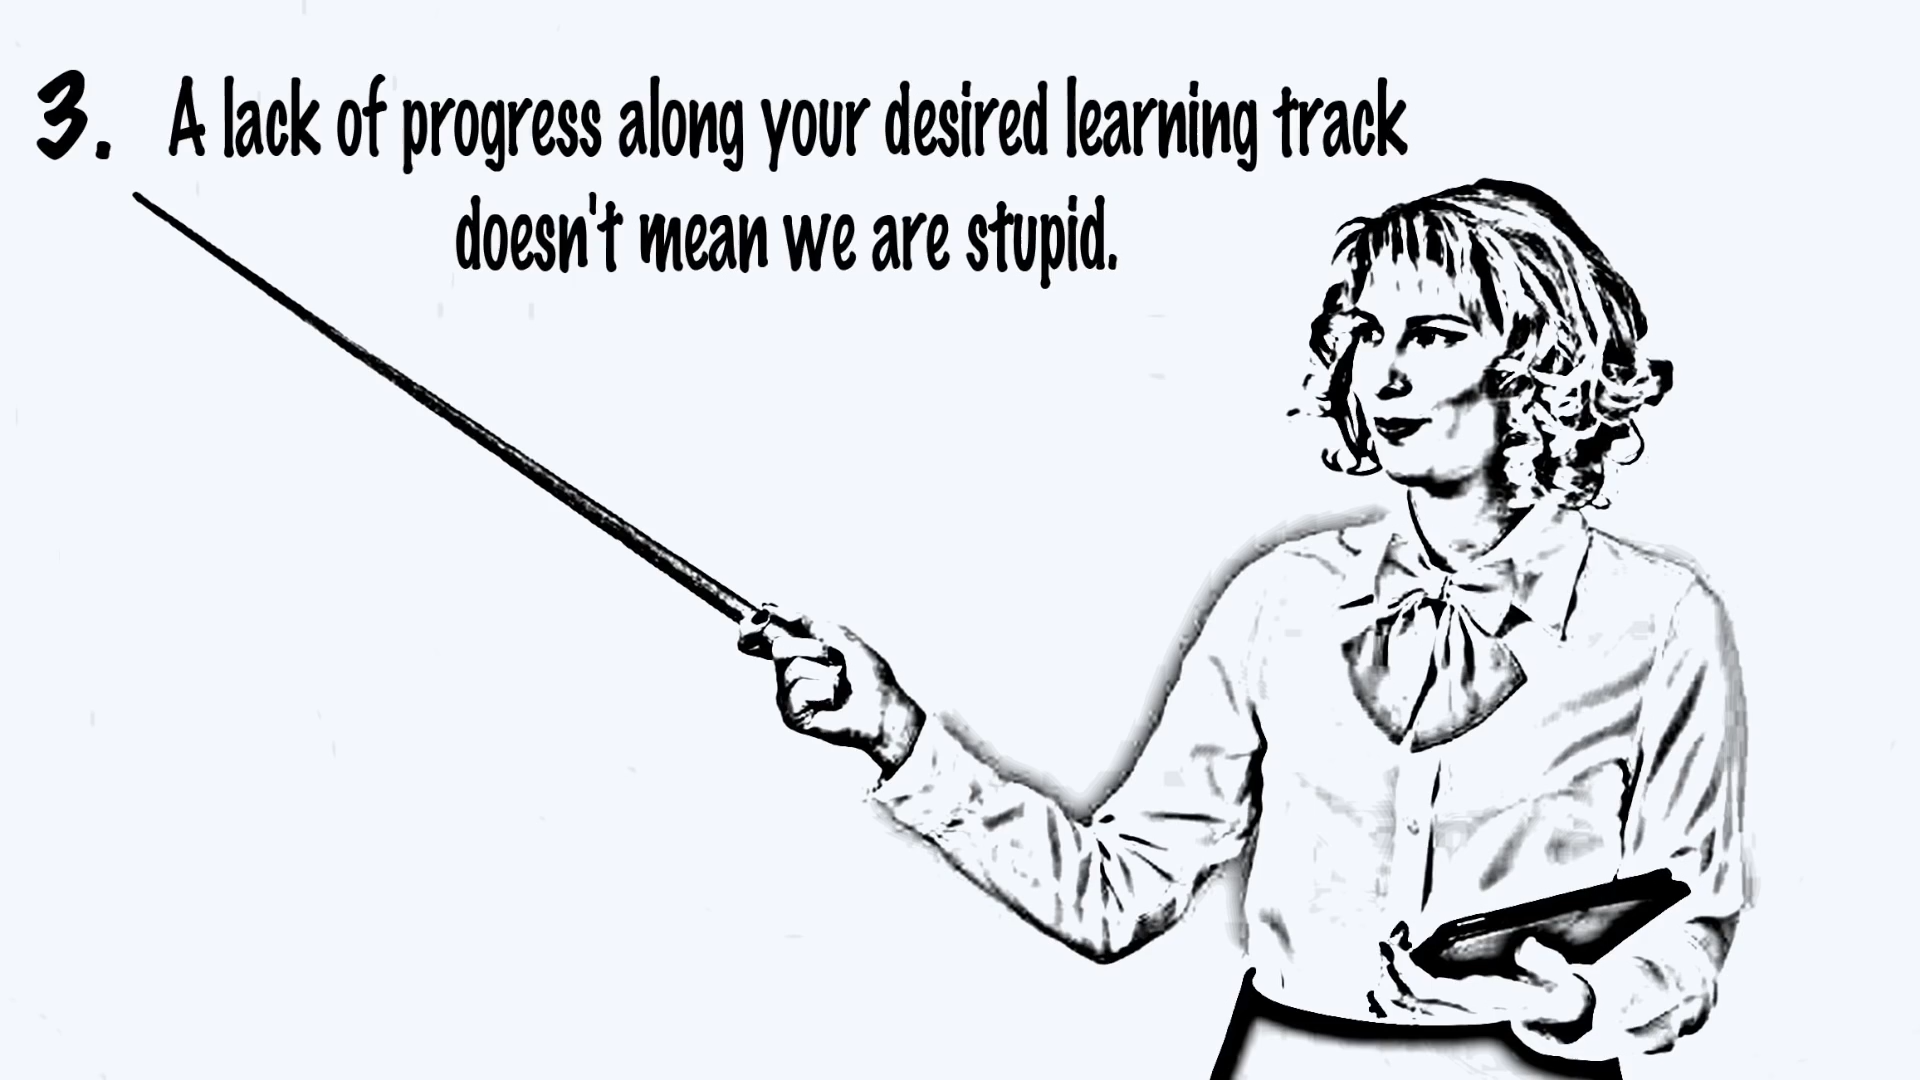 3. A lack of progress along your desired learning track
doesn't mean we are stupid.